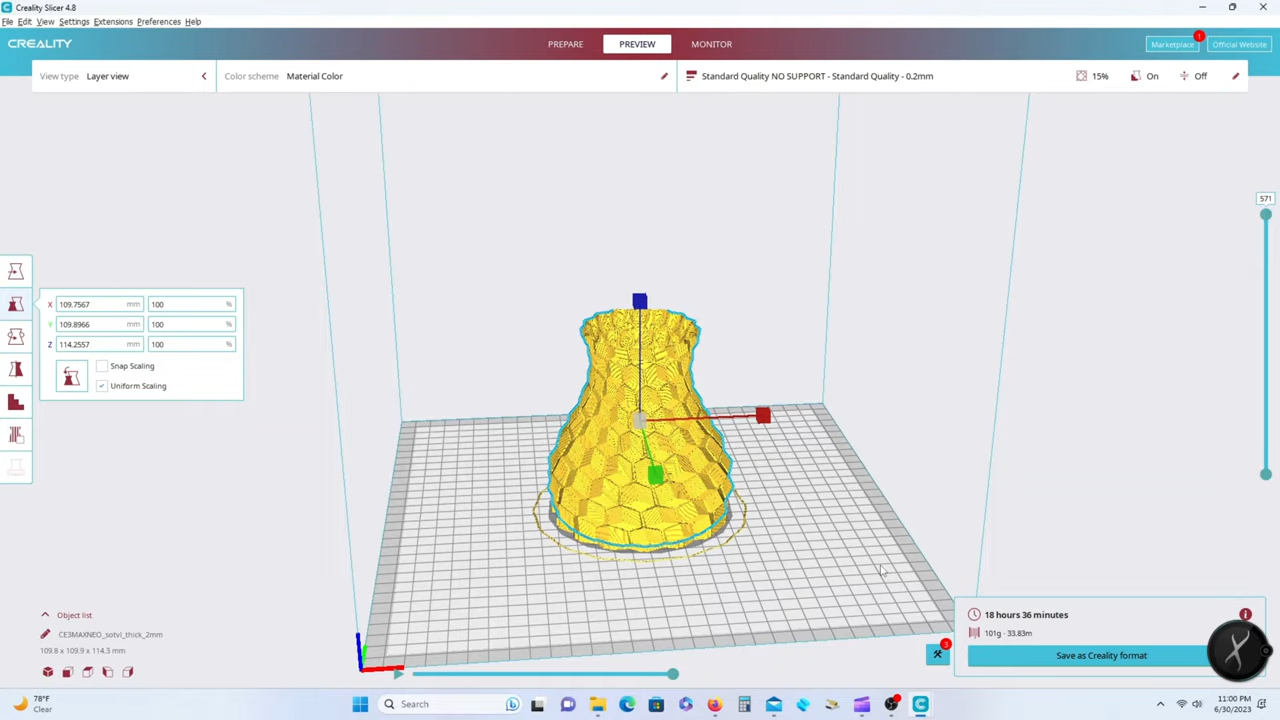 Creality Slicer 4.8
File Edit View Settings Extensions Preferences Help
CREALITY
PREPARE PREVIEW MONITOR
Marketplace 1 Official Website
View type Layer view
Color scheme Material Color
Standard Quality NO SUPPORT - Standard Quality - 0.2mm
15% On Off
571
X 109.7567 mm 100 %
Y 109.8966 mm 100 %
Z 114.2557 mm 100 %
Snap Scaling
Uniform Scaling
Object list
CE3MAXNEO_sotvl_thick_2mm
109.8 x 109.9 x 114.3 mm
18 hours 36 minutes
101g · 33.83m
3
Save as Creality format
78°F
Clear
Search
11:00 PM
6/30/2023